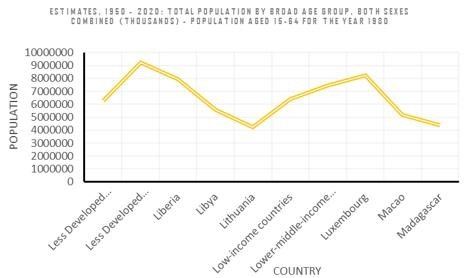 ESTIMATES, 1950 - 2020: TOTAL POPULATION BY BROAD AGE GROUP, BOTH SEXES
COMBINED (THOUSANDS) - POPULATION AGED 15-64 FOR THE YEAR 1980
POPULATION
10000000
9000000
8000000
7000000
6000000
5000000
4000000
3000000
2000000
1000000
0
Less Developed...
Less Developed...
Liberia
Libya
Lithuania
Low-income countries
Lower-middle-income...
Luxembourg
Macao
Madagascar
COUNTRY